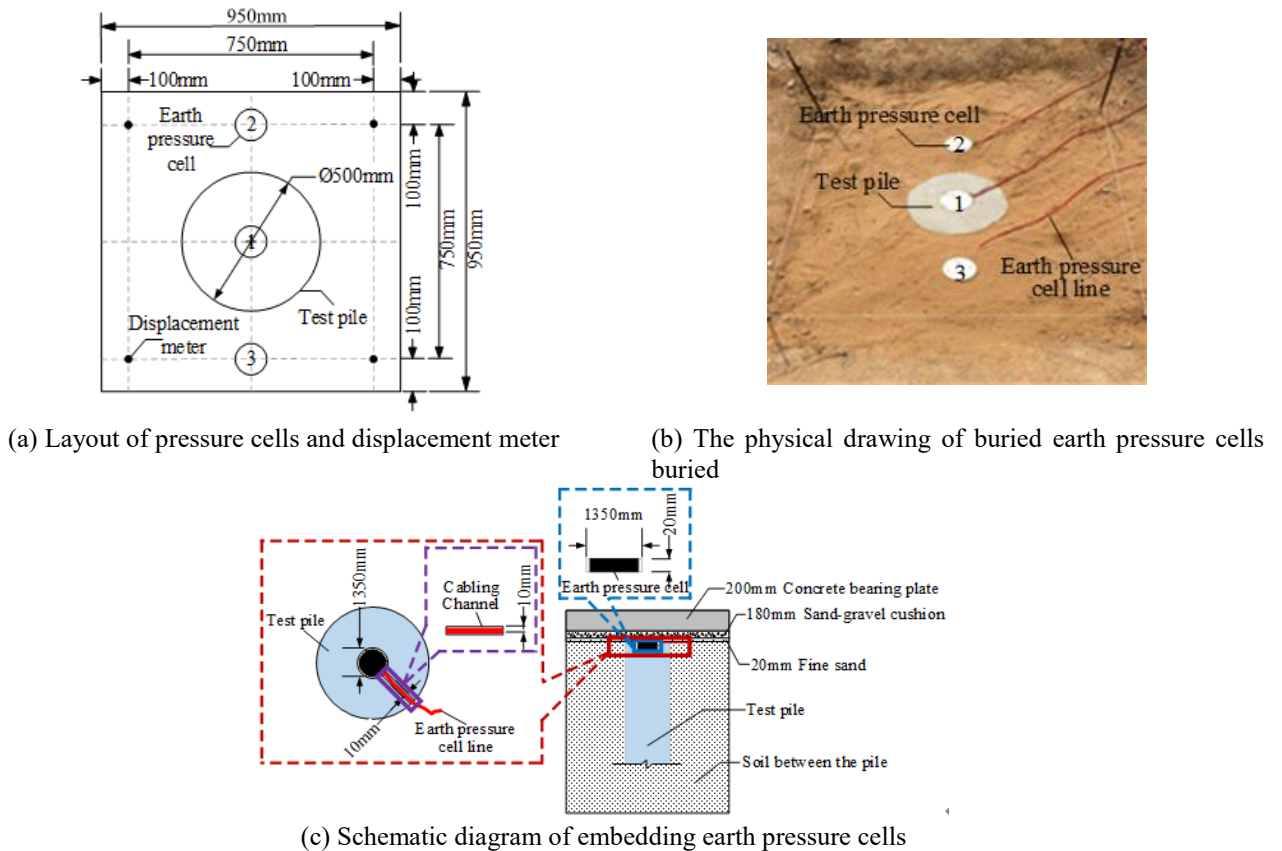 950mm
750mm
100mm 100mm
Earth
pressure
cell
2
Ø500mm
1
100mm
750mm
950mm
100mm
Test pile
Displacement
meter
3
Earth pressure cell
2
Test pile
1
3
Earth pressure
cell line
(a) Layout of pressure cells and displacement meter
(b) The physical drawing of buried earth pressure cells
buried
1350mm
20mm
Earth pressure cell
1350mm
Test pile
Cabling
Channel
10mm
10mm
Earth pressure
cell line
200mm Concrete bearing plate
180mm Sand-gravel cushion
20mm Fine sand
Test pile
Soil between the pile
(c) Schematic diagram of embedding earth pressure cells